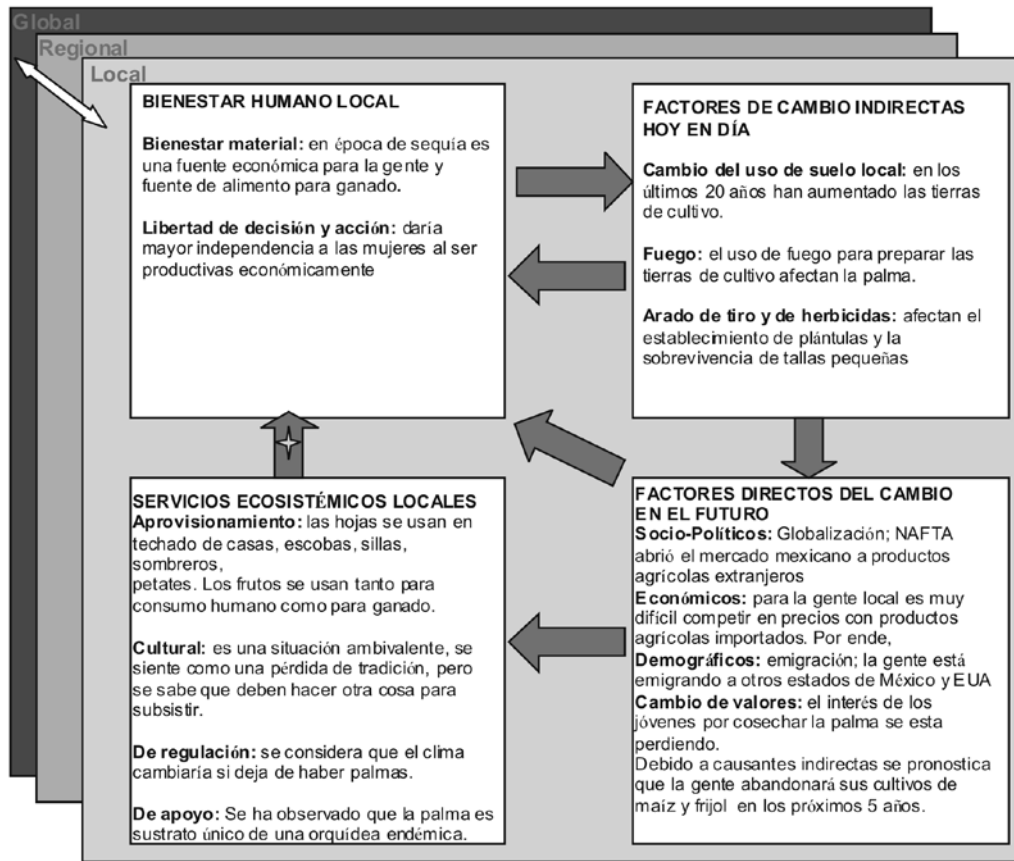 Global
Regional
Local
BIENESTAR HUMANO LOCAL
Bienestar material: en época de sequía es
una fuente económica para la gente y
fuente de alimento para ganado.
Libertad de decisión y acción: daría
mayor independencia a las mujeres al ser
productivas económicamente
FACTORES DE CAMBIO INDIRECTAS
HOY EN DÍA
Cambio del uso de suelo local: en los
últimos 20 años han aumentado las tierras
de cultivo.
Fuego: el uso de fuego para preparar las
tierras de cultivo afectan la palma.
Arado de tiro y de herbicidas: afectan el
establecimiento de plántulas y la
sobrevivencia de tallas pequeñas
SERVICIOS ECOSISTÉMICOS LOCALES
Aprovisionamiento: las hojas se usan en
techado de casas, escobas, sillas,
sombreros,
petates. Los frutos se usan tanto para
consumo humano como para ganado.
Cultural: es una situación ambivalente, se
siente como una pérdida de tradición, pero
se sabe que deben hacer otra cosa para
subsistir.
De regulación: se considera que el clima
cambiaría si deja de haber palmas.
De apoyo: Se ha observado que la palma es
sustrato único de una orquídea endémica.
FACTORES DIRECTOS DEL CAMBIO
EN EL FUTURO
Socio-Políticos: Globalización; NAFTA
abrió el mercado mexicano a productos
agrícolas extranjeros
Económicos: para la gente local es muy
difícil competir en precios con productos
agrícolas importados. Por ende,
Demográficos: emigración; la gente está
emigrando a otros estados de México y EUA
Cambio de valores: el interés de los
jóvenes por cosechar la palma se esta
perdiendo.
Debido a causantes indirectas se pronostica
que la gente abandonará sus cultivos de
maíz y frijol en los próximos 5 años.